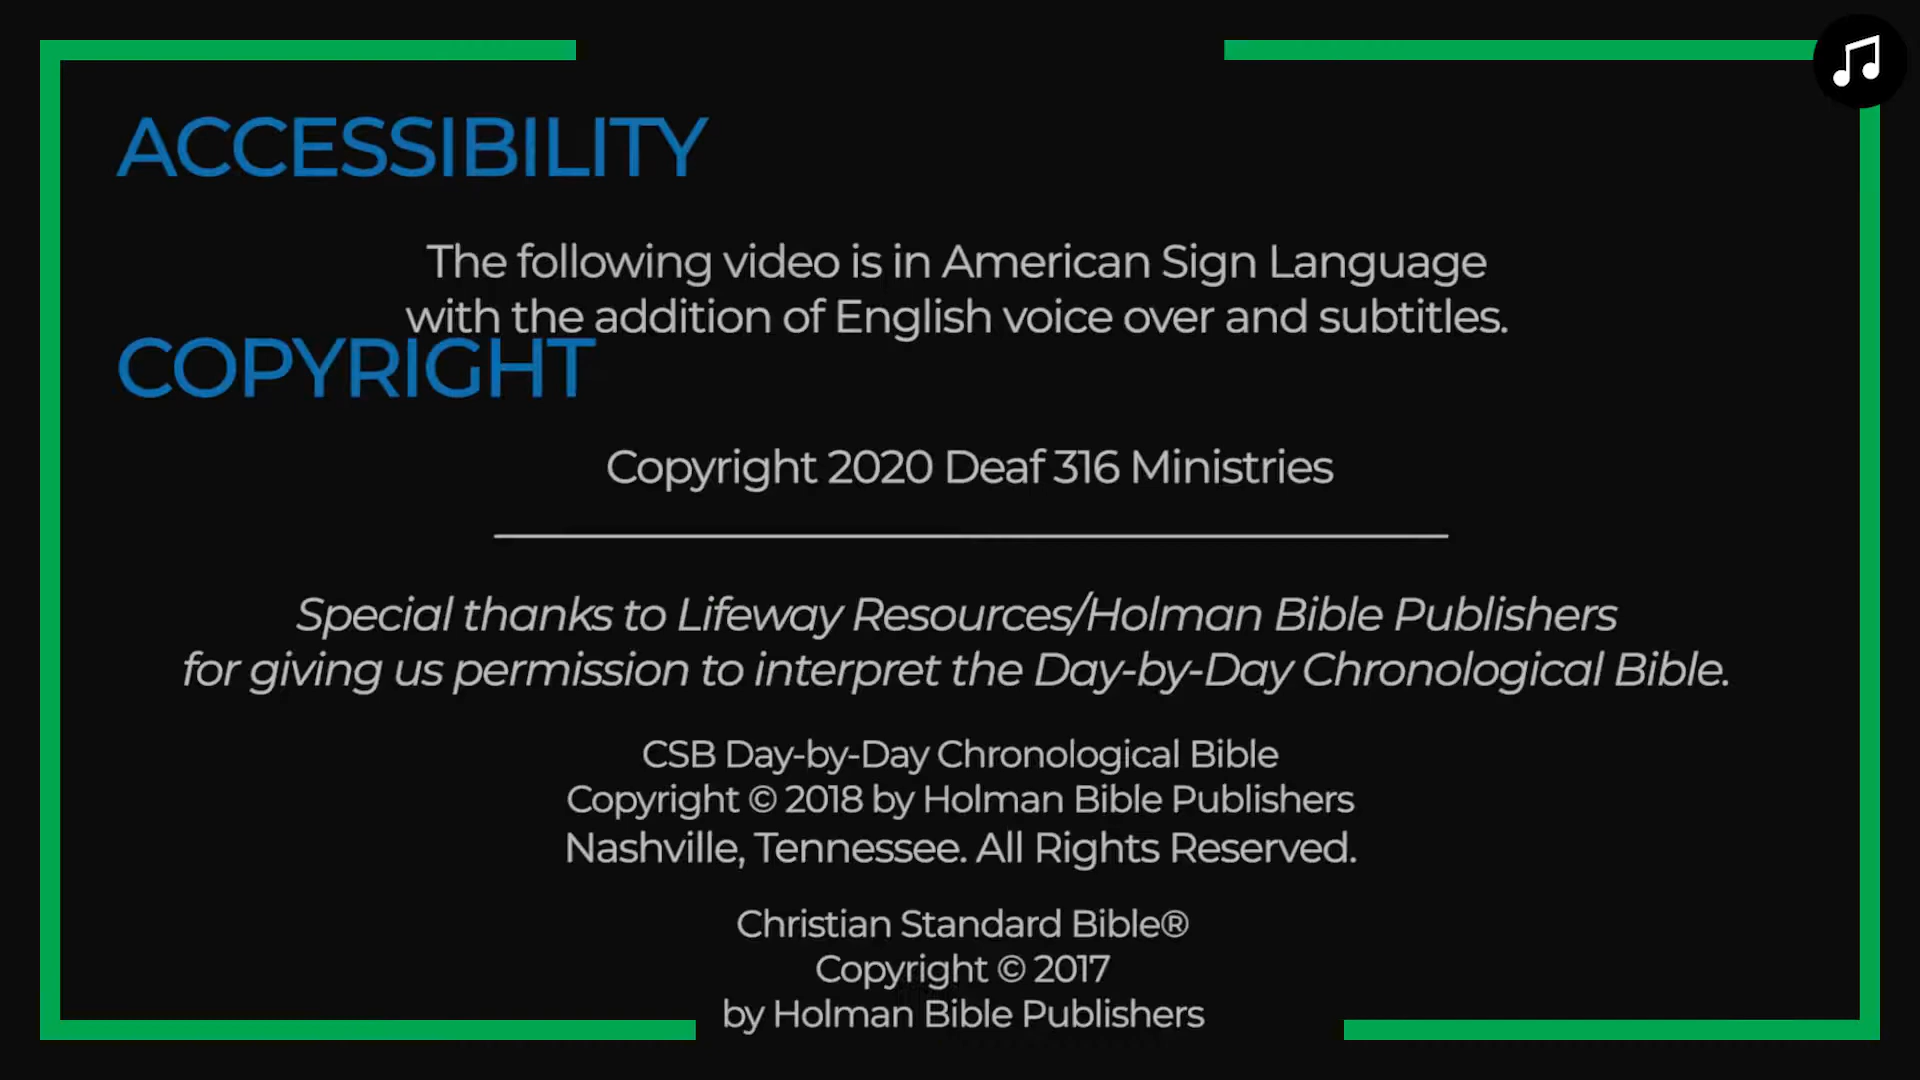 ACCESSIBILITY
The following video is in American Sign Language
with the addition of English voice over and subtitles.
COPYRIGHT
Copyright 2020 Deaf 316 Ministries
Special thanks to Lifeway Resources/Holman Bible Publishers
for giving us permission to interpret the Day-by-Day Chronological Bible.
CSB Day-by-Day Chronological Bible
Copyright © 2018 by Holman Bible Publishers
Nashville, Tennessee. All Rights Reserved.
Christian Standard Bible®
Copyright © 2017
by Holman Bible Publishers